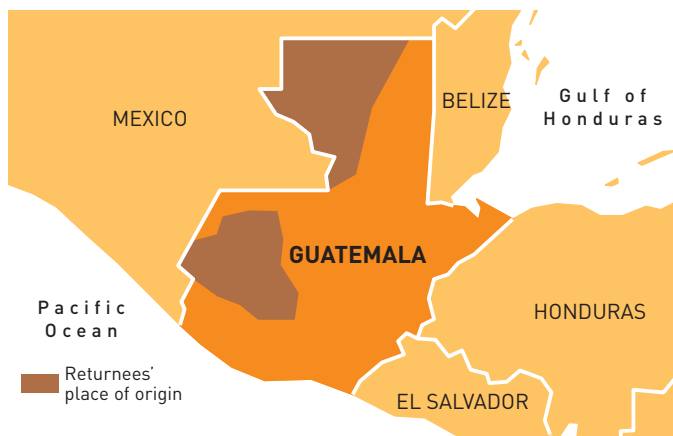 MEXICO
BELIZE
Gulf of
Honduras
GUATEMALA
Pacific
Ocean
HONDURAS
Returnees’
place of origin
EL SALVADOR